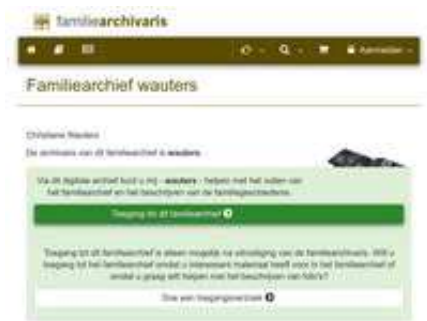 familiearchivaris
Aanmelden
Familiearchief wauters
Christiane Wauters
De archivaris van dit familiearchief is wauters.
Via dit digitale archief kunt u mij - wauters - helpen met het vullen van
het familiearchief en het beschrijven van de familiegeschiedenis.
Toegang tot dit familiearchief
Toegang tot dit familiearchief is alleen mogelijk na uitnodiging van de familiearchivaris. Wilt u
toegang tot het familiearchief omdat u interessant materiaal heeft voor in het familiearchief of
omdat u graag wilt helpen met het beschrijven van foto's?
Doe een toegangsverzoek